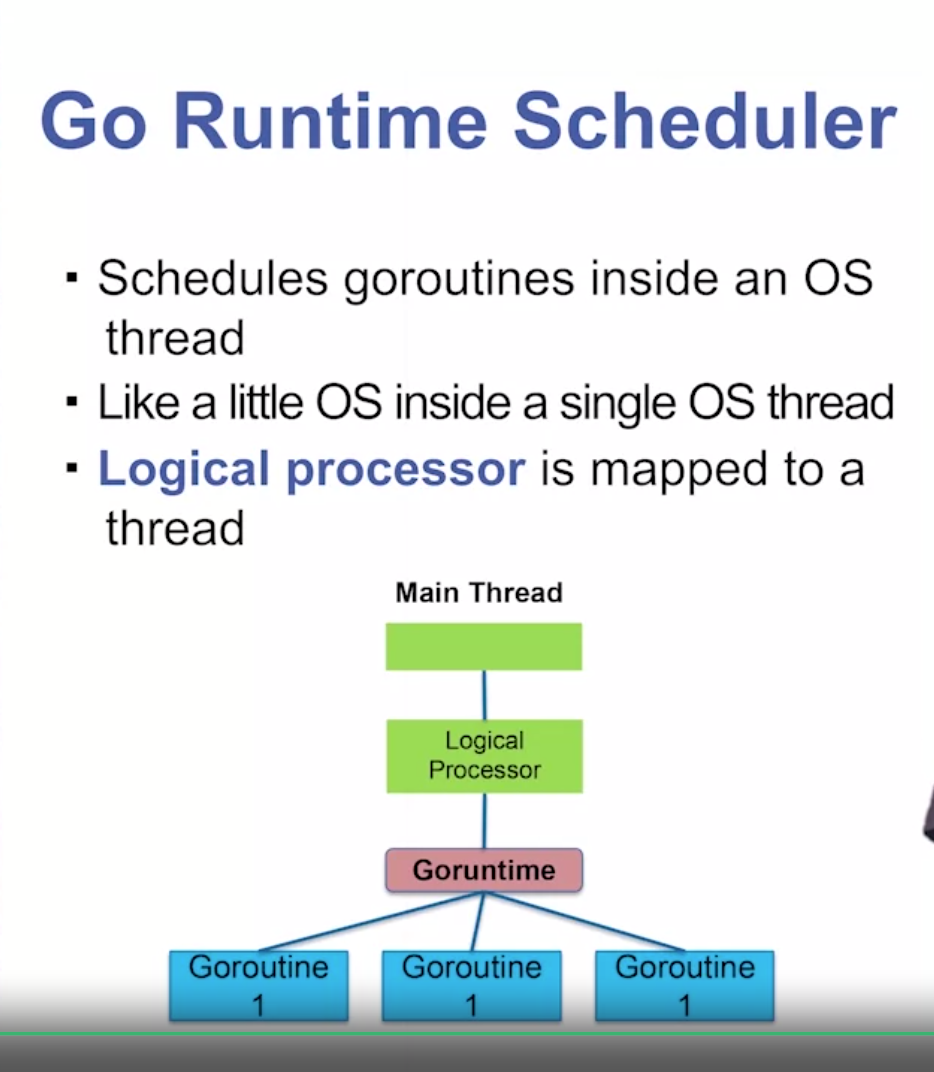 Go Runtime Scheduler
▪ Schedules goroutines inside an OS
thread
▪ Like a little OS inside a single OS thread
▪ Logical processor is mapped to a
thread
Main Thread
Logical
Processor
Goruntime
Goroutine
1
Goroutine
1
Goroutine
1